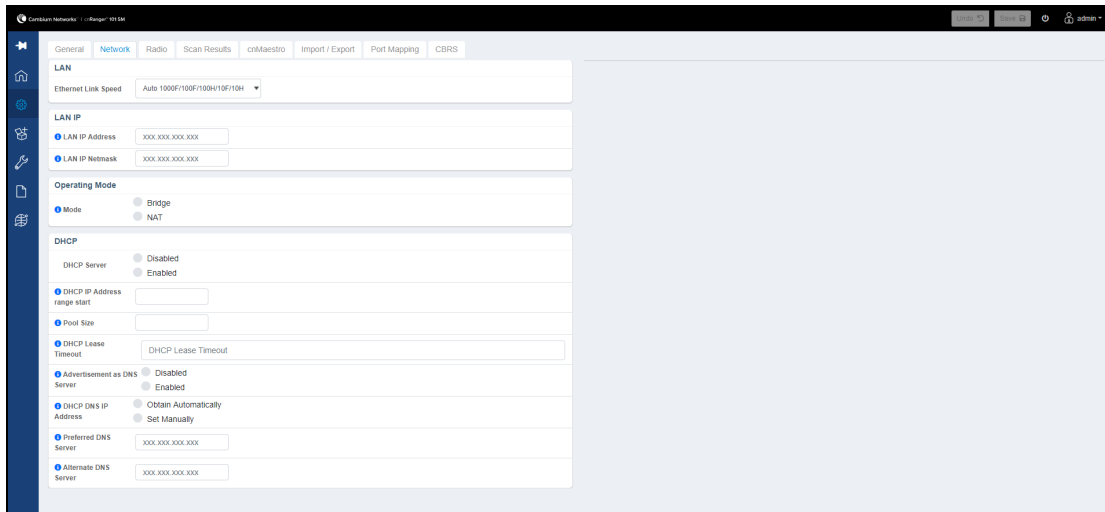 Cambium Networks™ | cnRanger™ 101 SM
Undo
Save
admin
General Network Radio Scan Results cnMaestro Import / Export Port Mapping CBRS
LAN
Ethernet Link Speed
Auto 1000F/100F/100H/10F/10H
LAN IP
LAN IP Address
xxx.xxx.xxx.xxx
LAN IP Netmask
xxx.xxx.xxx.xxx
Operating Mode
Mode
Bridge
NAT
DHCP
DHCP Server
Disabled
Enabled
DHCP IP Address
range start
Pool Size
DHCP Lease
Timeout
DHCP Lease Timeout
Advertisement as DNS
Server
Disabled
Enabled
DHCP DNS IP
Address
Obtain Automatically
Set Manually
Preferred DNS
Server
xxx.xxx.xxx.xxx
Alternate DNS
Server
xxx.xxx.xxx.xxx